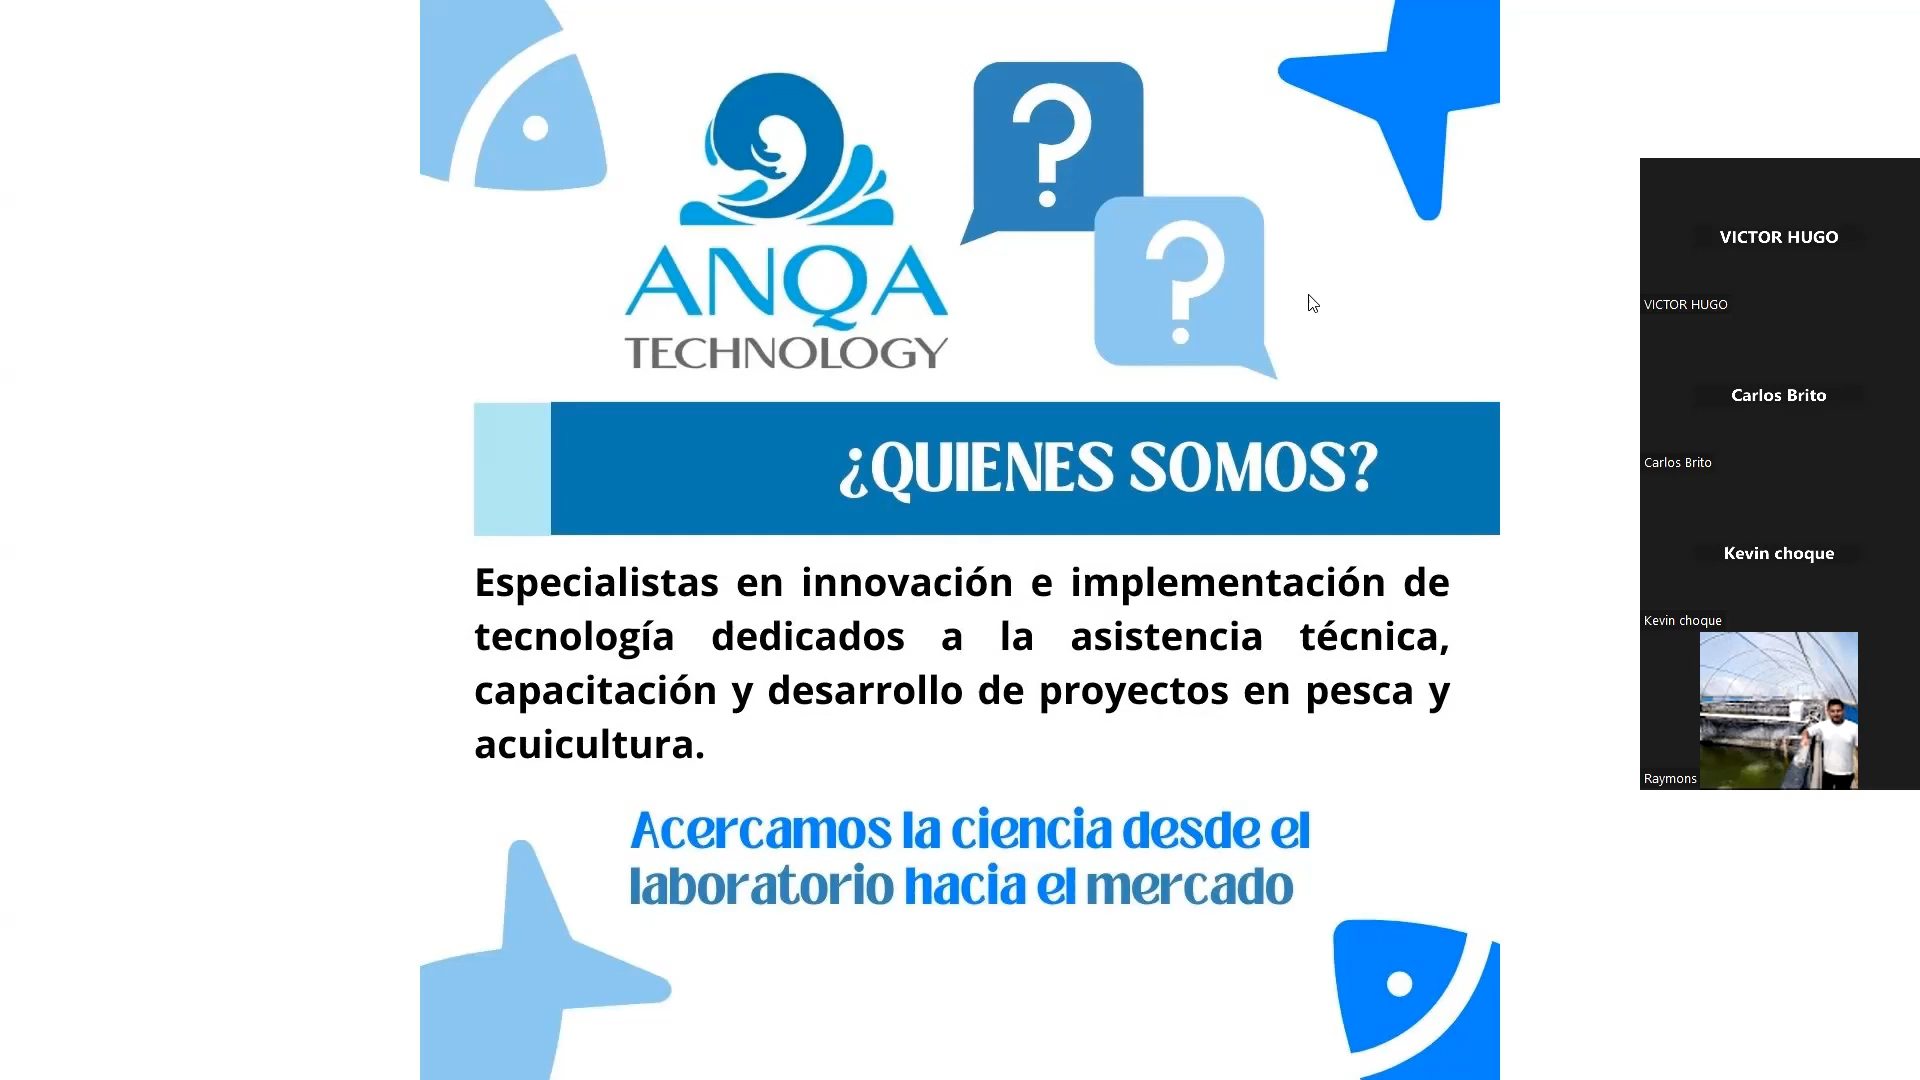 ANQA
TECHNOLOGY
?
?
¿QUIENES SOMOS?
Especialistas en innovación e implementación de
tecnología dedicados a la asistencia técnica,
capacitación y desarrollo de proyectos en pesca y
acuicultura.
Acercamos la ciencia desde el
laboratorio hacia el mercado
VICTOR HUGO
VICTOR HUGO
Carlos Brito
Carlos Brito
Kevin choque
Kevin choque
Raymons